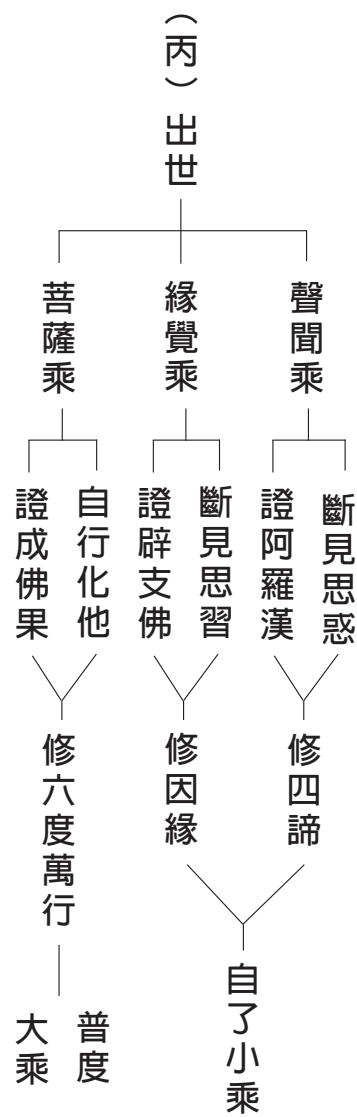 （丙）出世
聲聞乘
緣覺乘
菩薩乘
斷見思惑
證阿羅漢
斷見思習
證辟支佛
自行化他
證成佛果
修四諦
修因緣
修六度萬行
自了小乘
普度
大乘